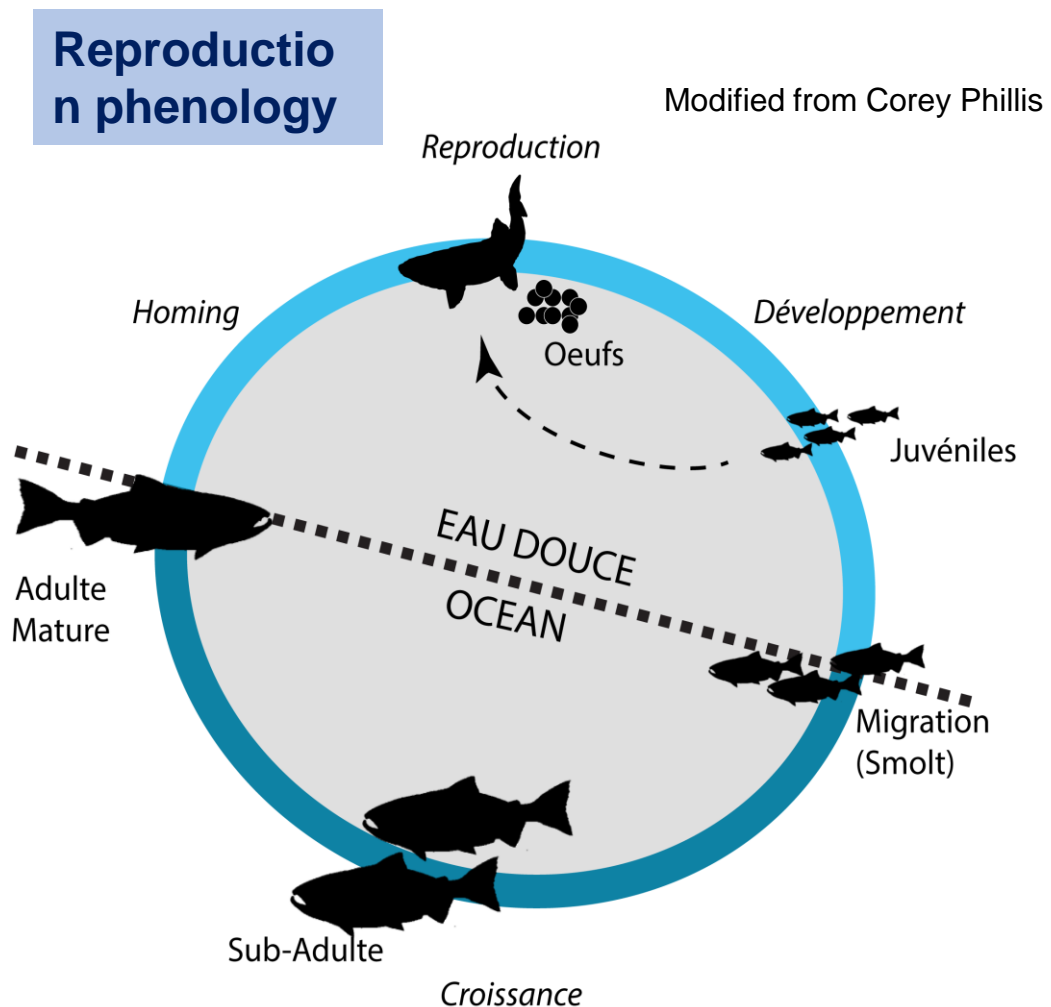 Reproductio
n phenology
Modified from Corey Phillis
Reproduction
Homing
Développement
Oeufs
Juvéniles
EAU DOUCE
OCEAN
Adulte
Mature
Migration
(Smolt)
Sub-Adulte
Croissance